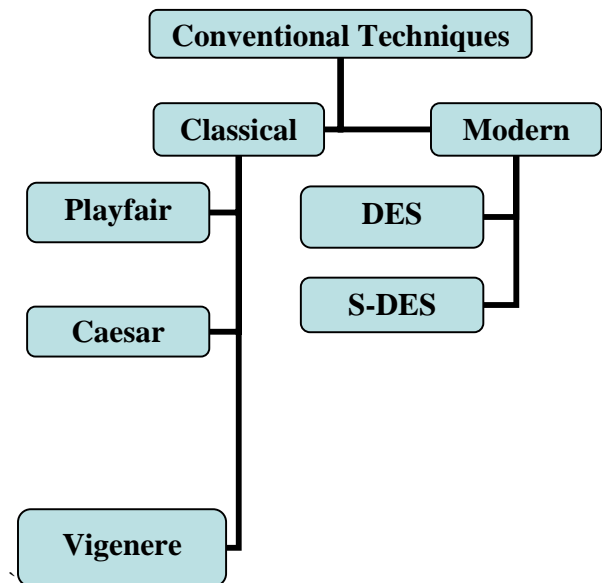 Conventional Techniques
Classical
Modern
Playfair
DES
S-DES
Caesar
Vigenere
`